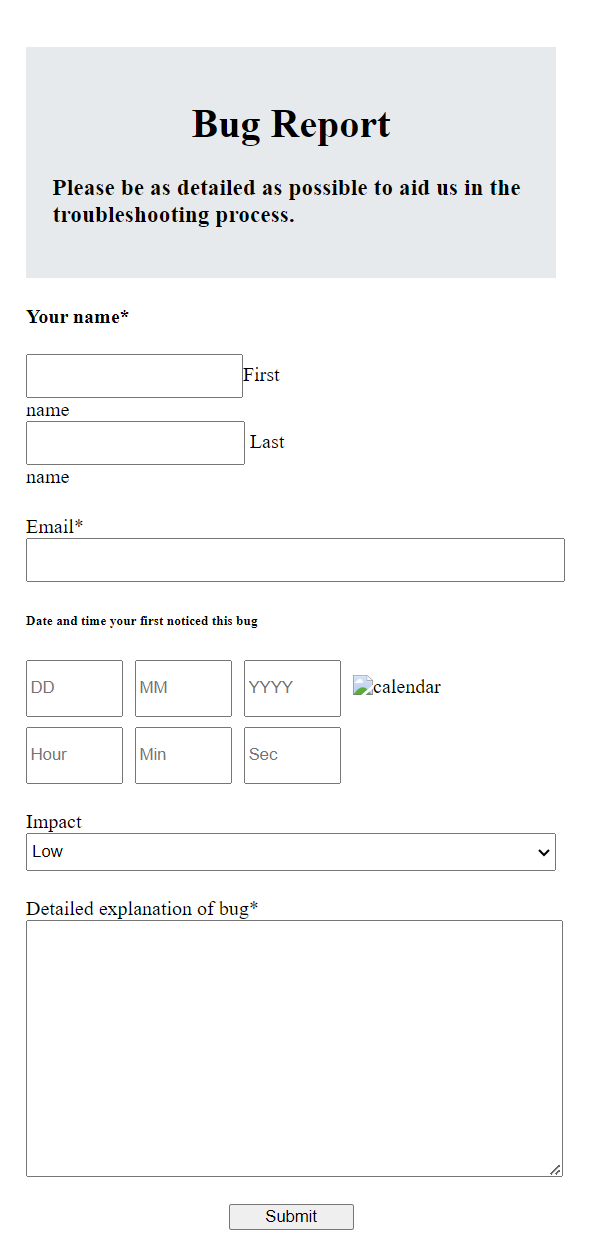 Bug Report
Please be as detailed as possible to aid us in the
troubleshooting process.
Your name*
First
name
Last
name
Email*
Date and time your first noticed this bug
DD MM YYYY calendar
Hour Min Sec
Impact
Low
Detailed explanation of bug*
Submit